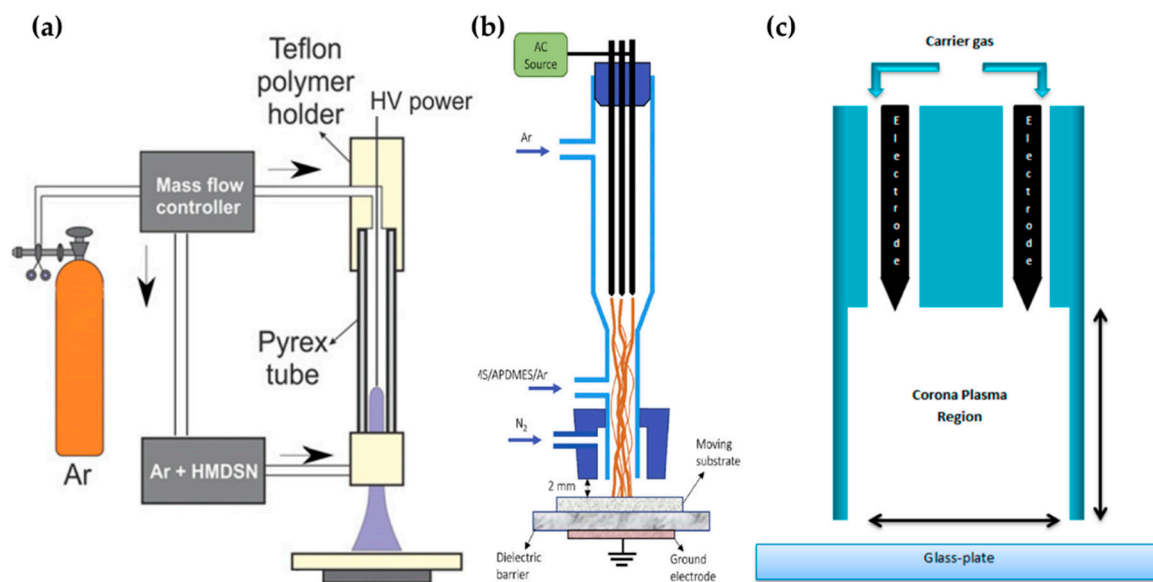 (a)
Teflon
polymer
holder
HV power
Mass flow
controller
Pyrex
tube
Ar
Ar + HMDSN
(b)
AC
Source
Ar
MS/APDMES/Ar
N₂
Moving
substrate
2 mm
Dielectric
barrier
Ground
electrode
(c)
Carrier gas
Electrode
Electrode
Corona Plasma
Region
Glass-plate